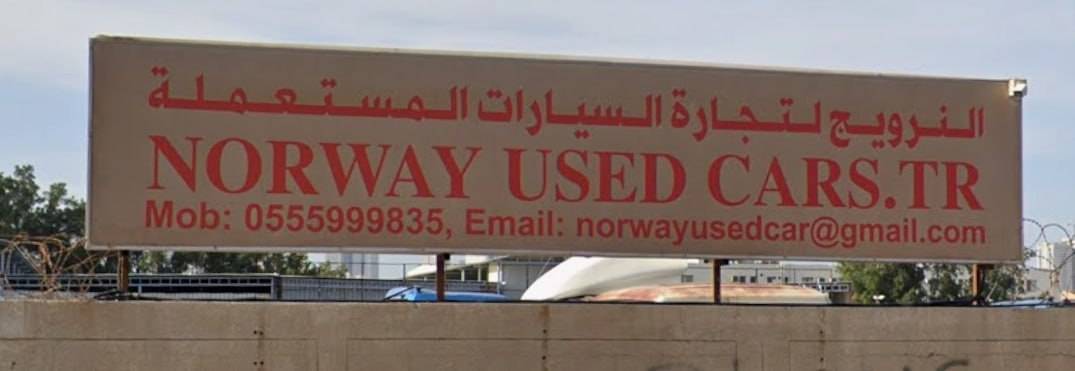 النرويج لتجارة السيارات المستعملة
NORWAY USED CARS.TR
Mob: 0555999835, Email: norwayusedcar@gmail.com